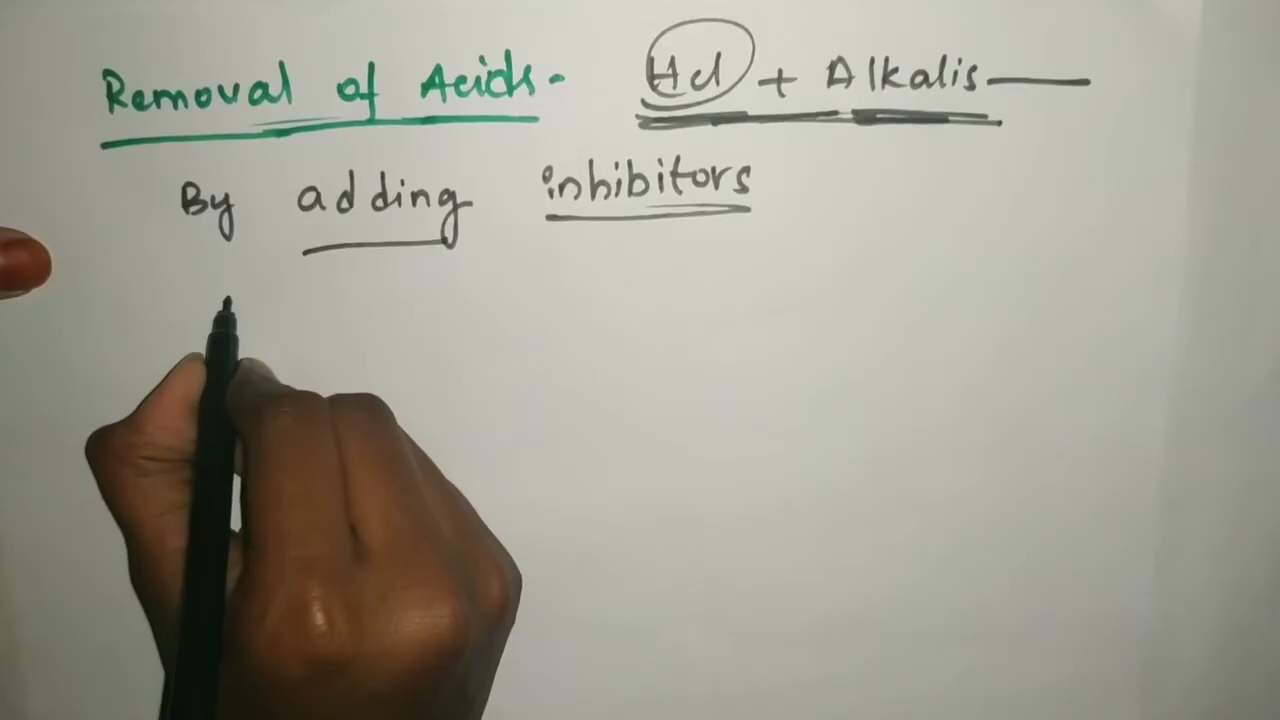 Removal of Acids. Hcl + Alkalis
By adding inhibitors